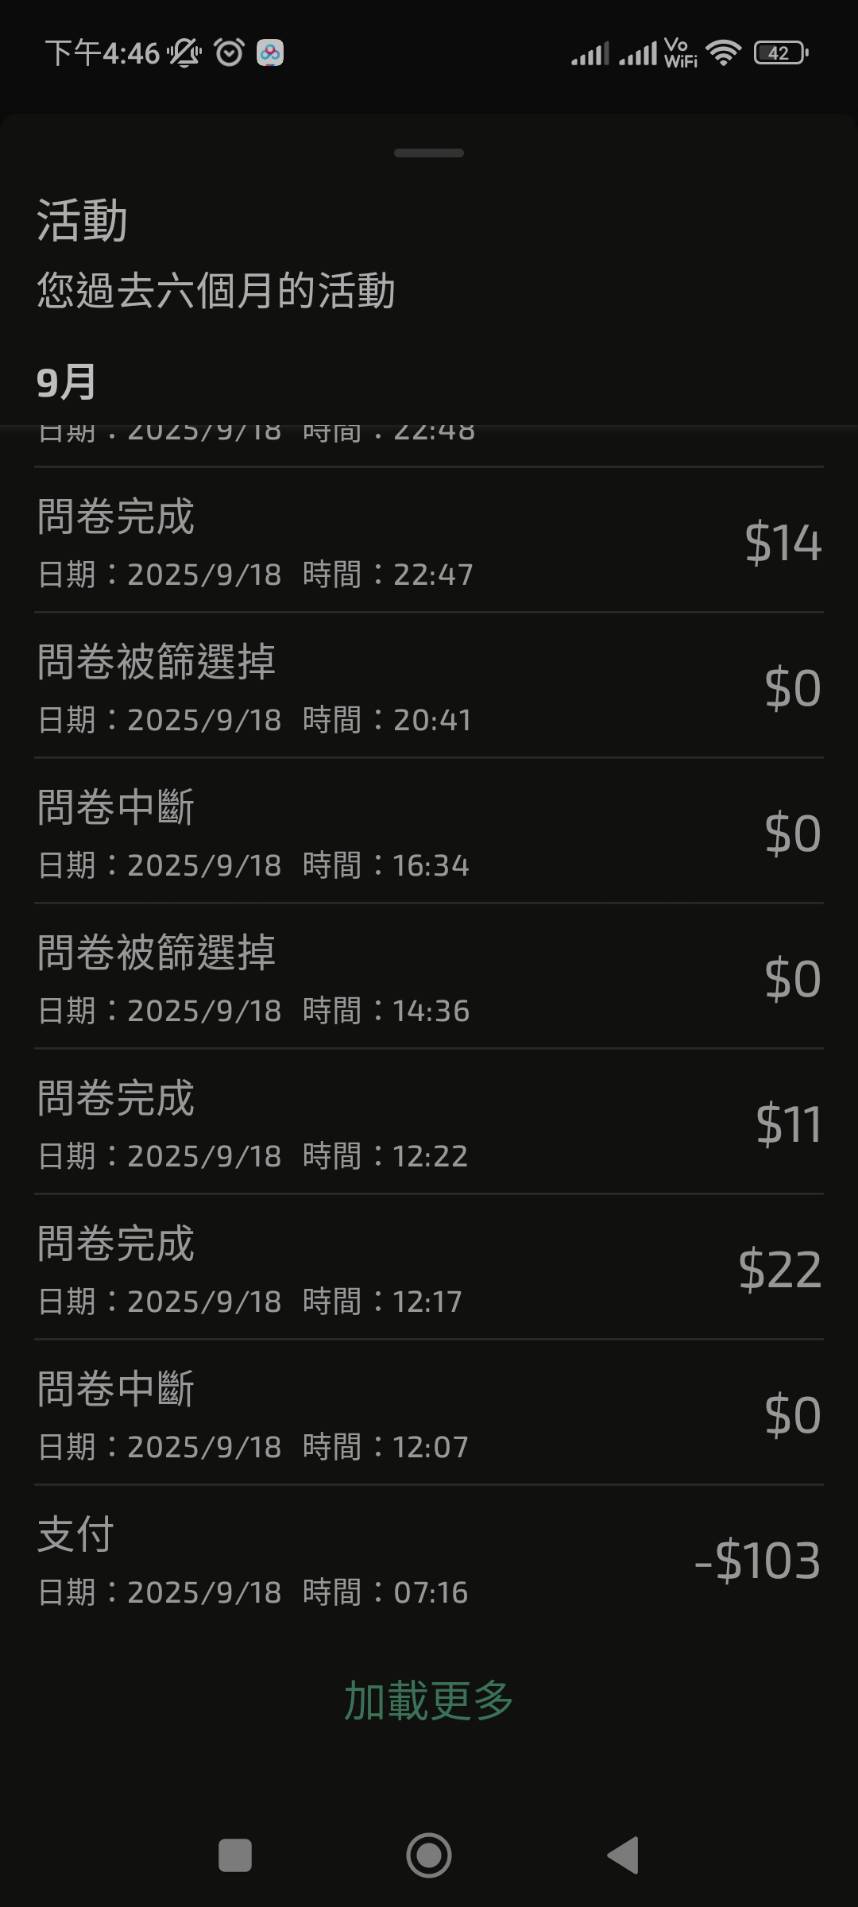 下午4:46
Vo
WiFi
42
活動
您過去六個月的活動
9月
日期：2025/9/18 時間：22:48
問卷完成
$14
日期：2025/9/18 時間：22:47
問卷被篩選掉
$0
日期：2025/9/18 時間：20:41
問卷中斷
$0
日期：2025/9/18 時間：16:34
問卷被篩選掉
$0
日期：2025/9/18 時間：14:36
問卷完成
$11
日期：2025/9/18 時間：12:22
問卷完成
$22
日期：2025/9/18 時間：12:17
問卷中斷
$0
日期：2025/9/18 時間：12:07
支付
-$103
日期：2025/9/18 時間：07:16
加載更多